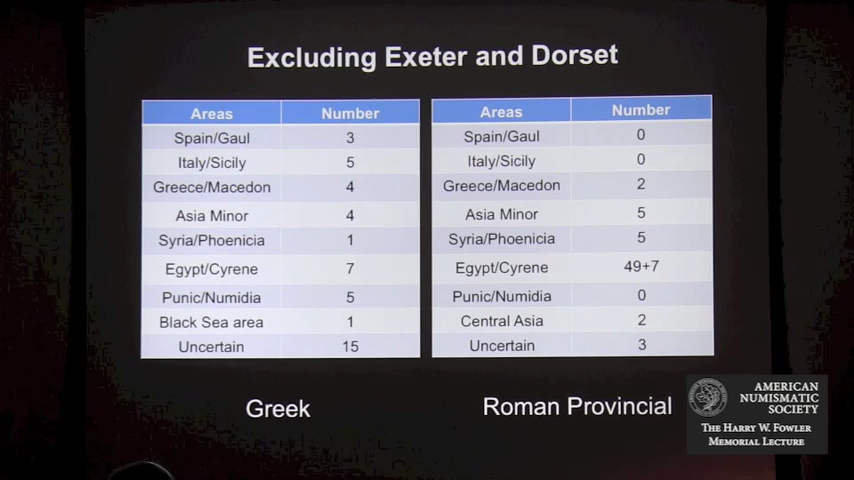 Excluding Exeter and Dorset
Areas Number
Spain/Gaul 3
Italy/Sicily 5
Greece/Macedon 4
Asia Minor 4
Syria/Phoenicia 1
Egypt/Cyrene 7
Punic/Numidia 5
Black Sea area 1
Uncertain 15
Greek
Areas Number
Spain/Gaul 0
Italy/Sicily 0
Greece/Macedon 2
Asia Minor 5
Syria/Phoenicia 5
Egypt/Cyrene 49+7
Punic/Numidia 0
Central Asia 2
Uncertain 3
Roman Provincial
AMERICAN
NUMISMATIC
SOCIETY
THE HARRY W. FOWLER
MEMORIAL LECTURE